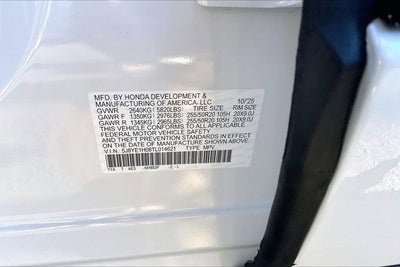 MFD. BY HONDA DEVELOPMENT & 10/'25
MANUFACTURING OF AMERICA, LLC
GVWR 2640KG (5820LBS) TIRE SIZE RIM SIZE
GAWR F 1350KG (2976LBS) 255/50R20 105H 20X9.0J
GAWR R 1345KG (2965LBS) 255/50R20 105H 20X9.0J
THIS VEHICLE CONFORMS TO ALL APPLICABLE
FEDERAL MOTOR VEHICLE SAFETY
AND THEFT PREVENTION STANDARDS IN EFFECT
ON THE DATE OF MANUFACTURE SHOWN ABOVE.
V.I.N. 5J8YE1H08TL014621 TYPE: MPV